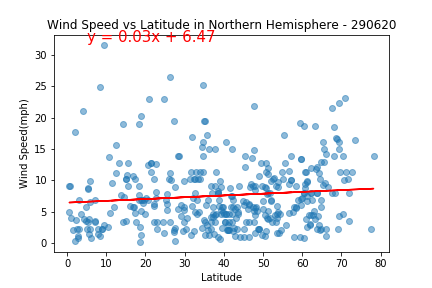 Wind Speed vs Latitude in Northern Hemisphere - 290620
y = 0.03x + 6.47
30
25
20
15
10
5
0
Wind Speed(mph)
0 10 20 30 40 50 60 70 80
Latitude